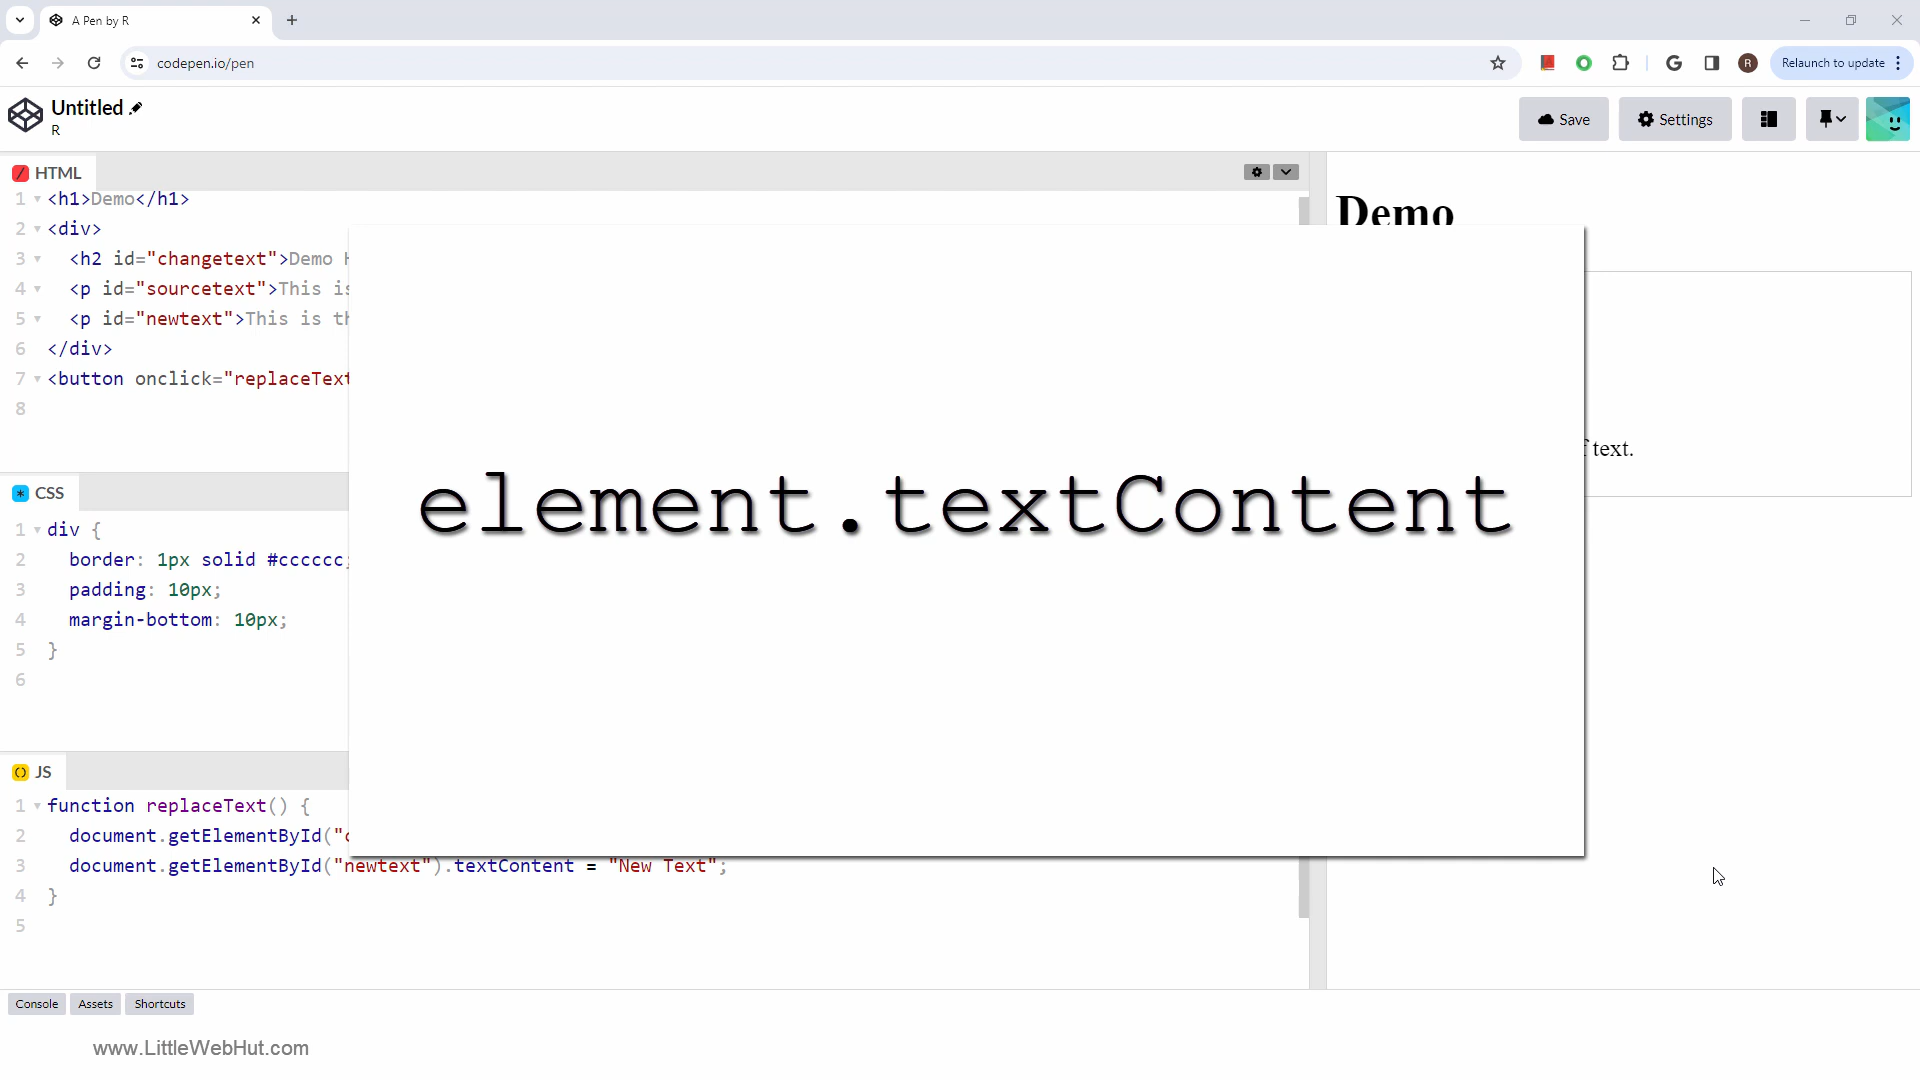 A Pen by R
codepen.io/pen
R
Relaunch to update
Untitled
R
Save
Settings
HTML
1 <h1>Demo</h1>
2 <div>
3 <h2 id="changetext">Demo
4 <p id="sourcetext">This is
5 <p id="newtext">This is th
6 </div>
7 <button onclick="replaceText
8
CSS
1 div {
2 border: 1px solid #cccccc;
3 padding: 10px;
4 margin-bottom: 10px;
5 }
6
JS
1 function replaceText() {
2 document.getElementById("
3 document.getElementById("newtext").textContent = "New Text";
4 }
5
Demo
text.
element.textContent
Console Assets Shortcuts
www.LittleWebHut.com